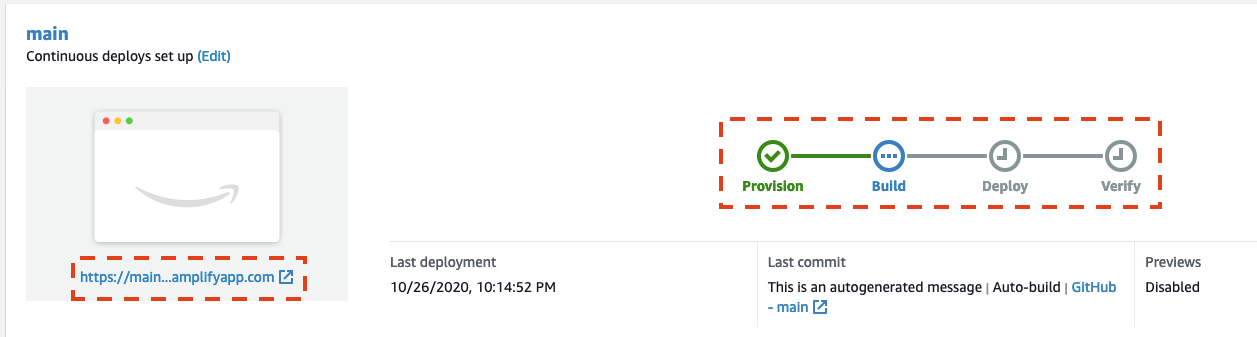 main
Continuous deploys set up (Edit)
https://main...amplifyapp.com
Provision
Build
Deploy
Verify
Last deployment
10/26/2020, 10:14:52 PM
Last commit
This is an autogenerated message | Auto-build | GitHub
- main
Previews
Disabled